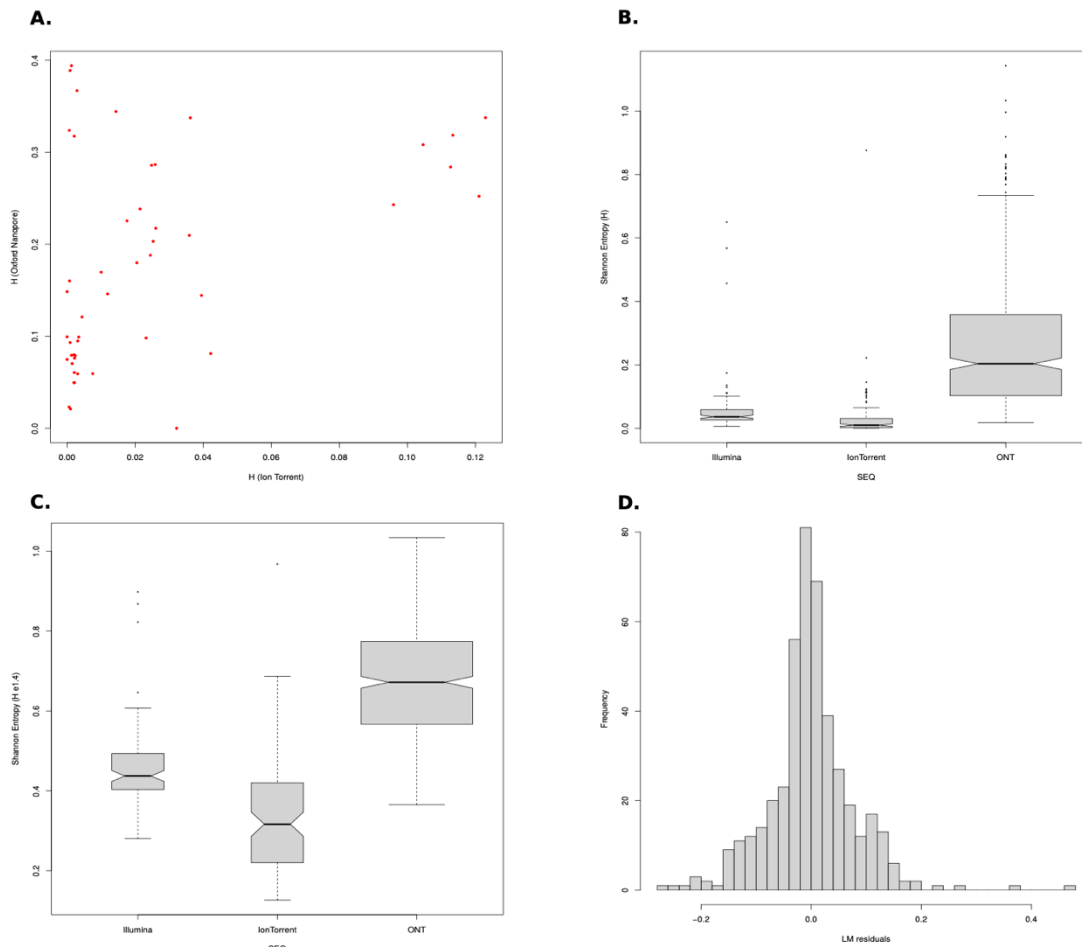 A.
H (Oxford Nanopore)
0.4
0.3
0.2
0.1
0.0
0.00 0.02 0.04 0.06 0.08 0.10 0.12
H (Ion Torrent)
B.
Shannon Entropy (H)
1.0
0.8
0.6
0.4
0.2
0.0
Illumina IonTorrent ONT
SEQ
C.
Shannon Entropy (H e1.4)
1.0
0.8
0.6
0.4
0.2
Illumina IonTorrent ONT
D.
Frequency
80
60
40
20
0
−0.2 0.0 0.2 0.4
LM residuals